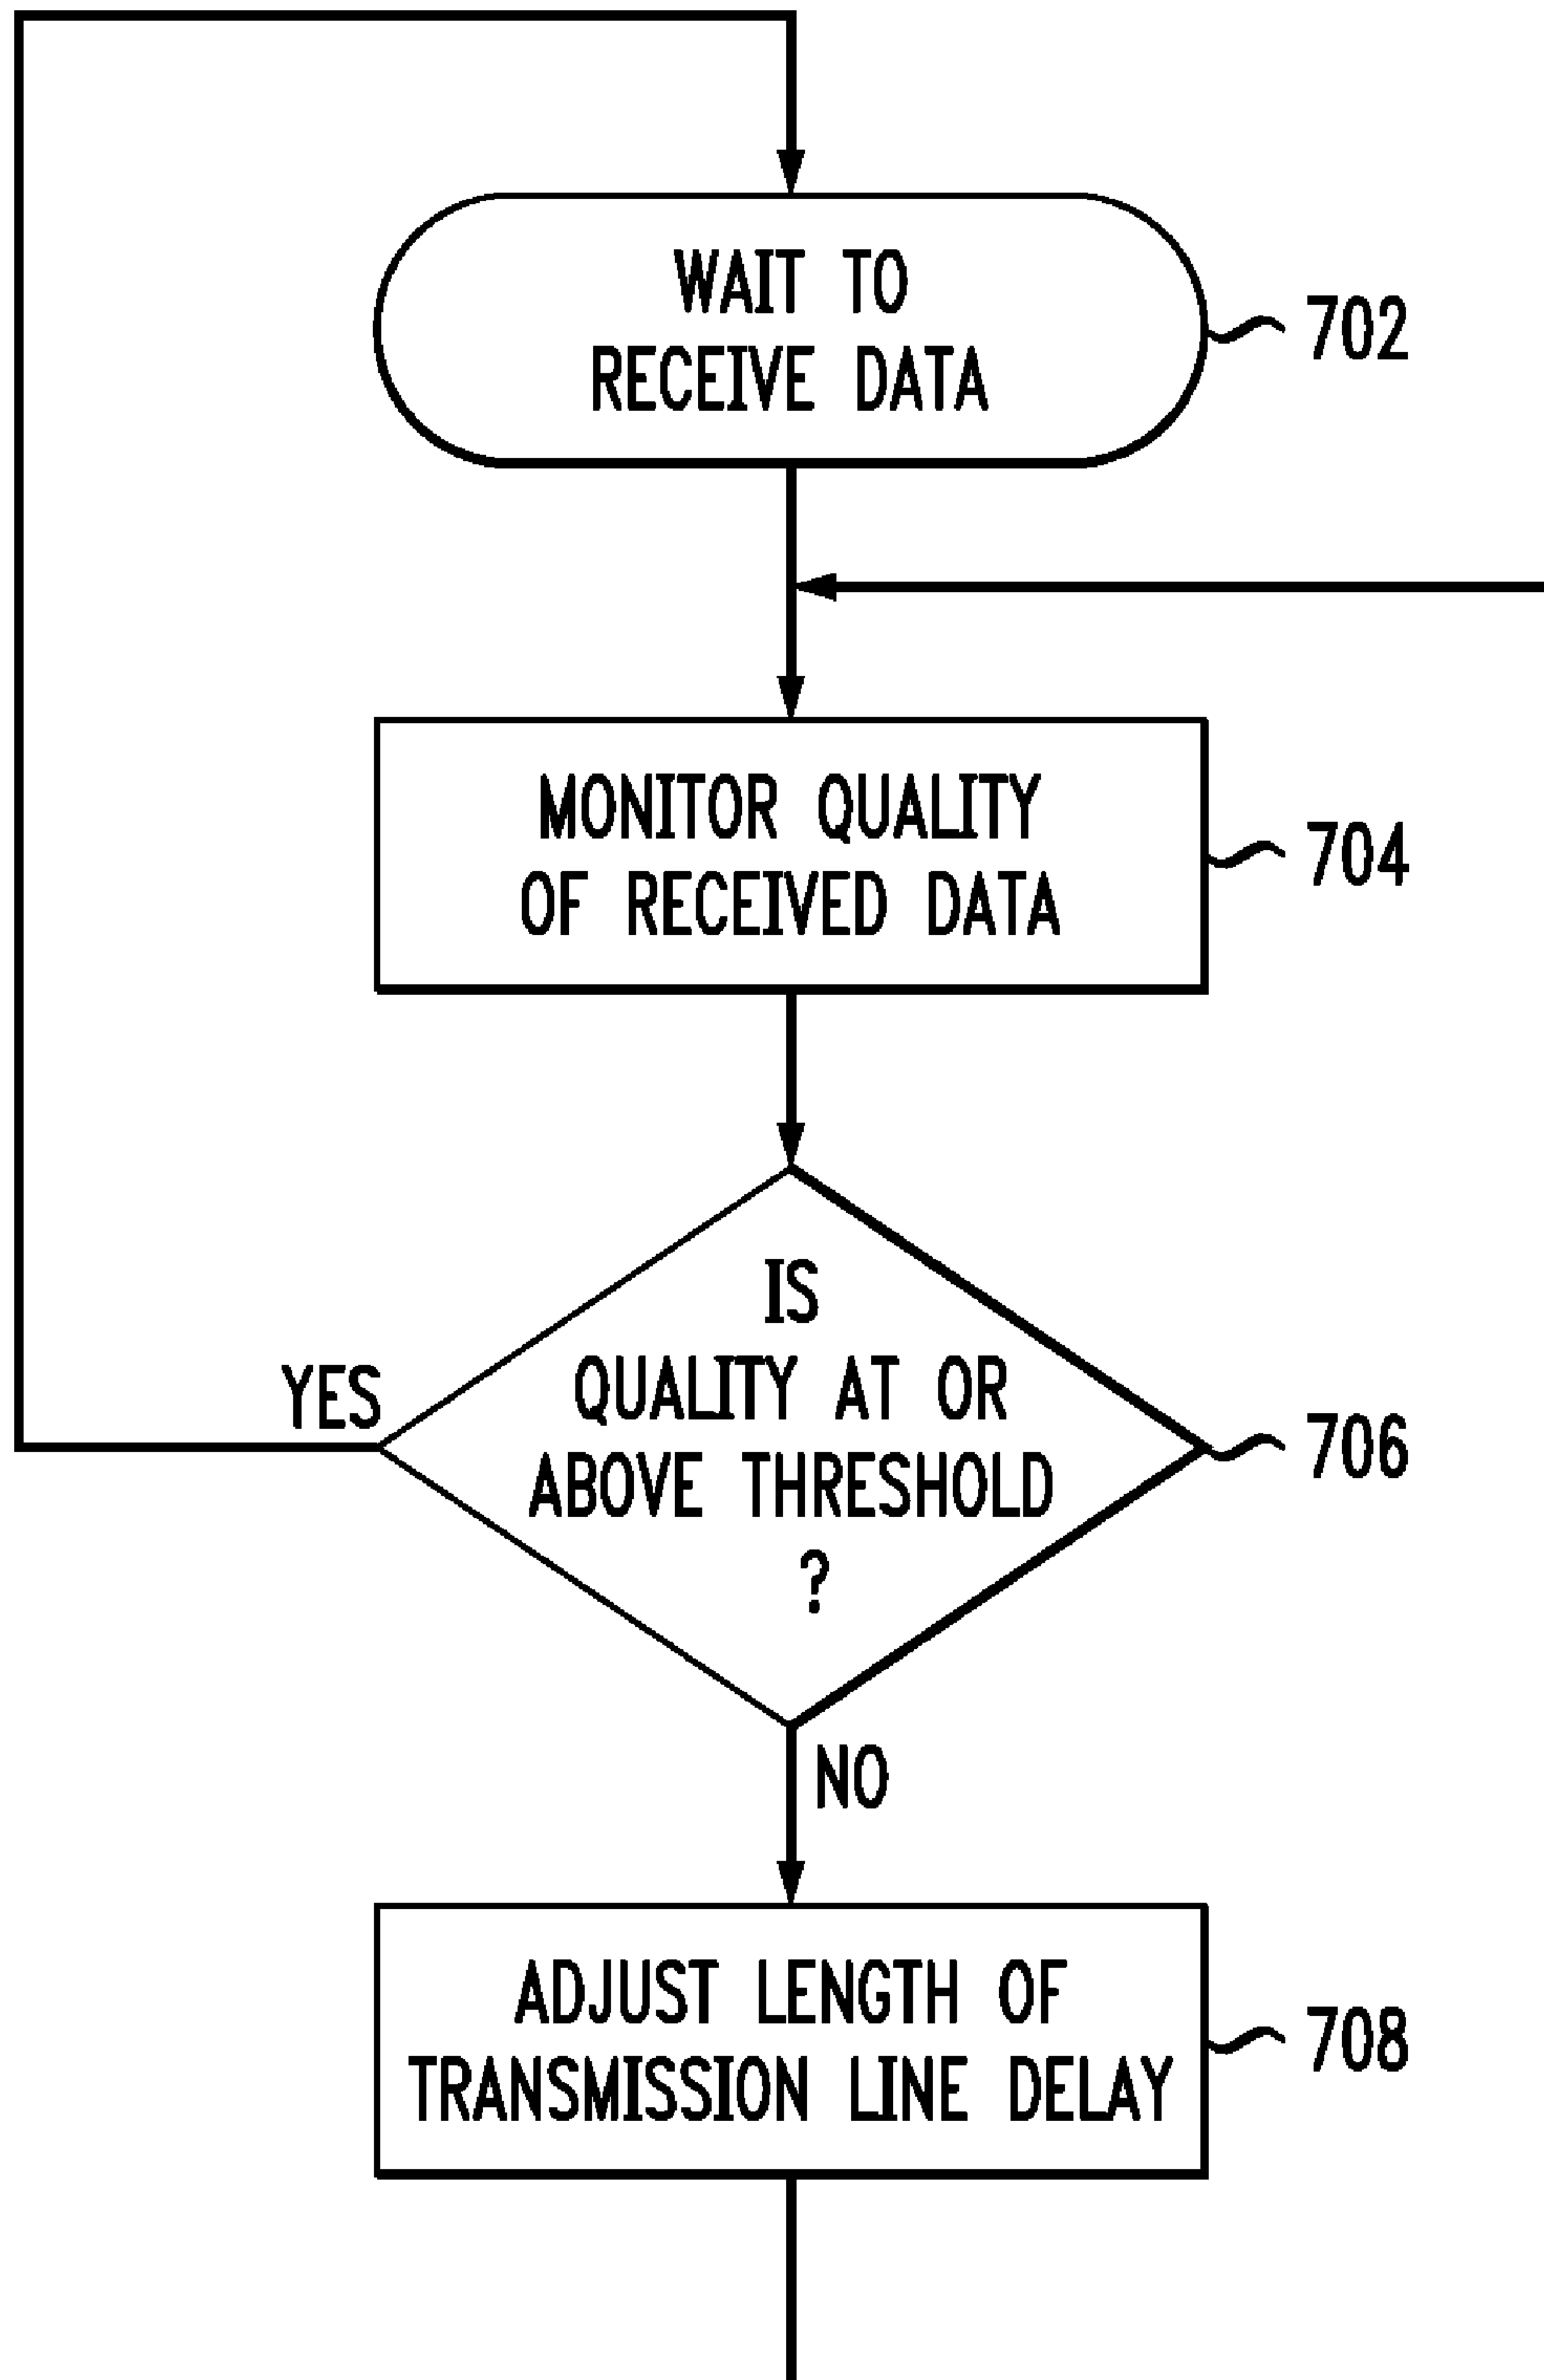 WAIT TO
RECEIVE DATA
702
MONITOR QUALITY
OF RECEIVED DATA
704
IS
QUALITY AT OR
ABOVE THRESHOLD
?
YES
706
NO
ADJUST LENGTH OF
TRANSMISSION LINE DELAY
708